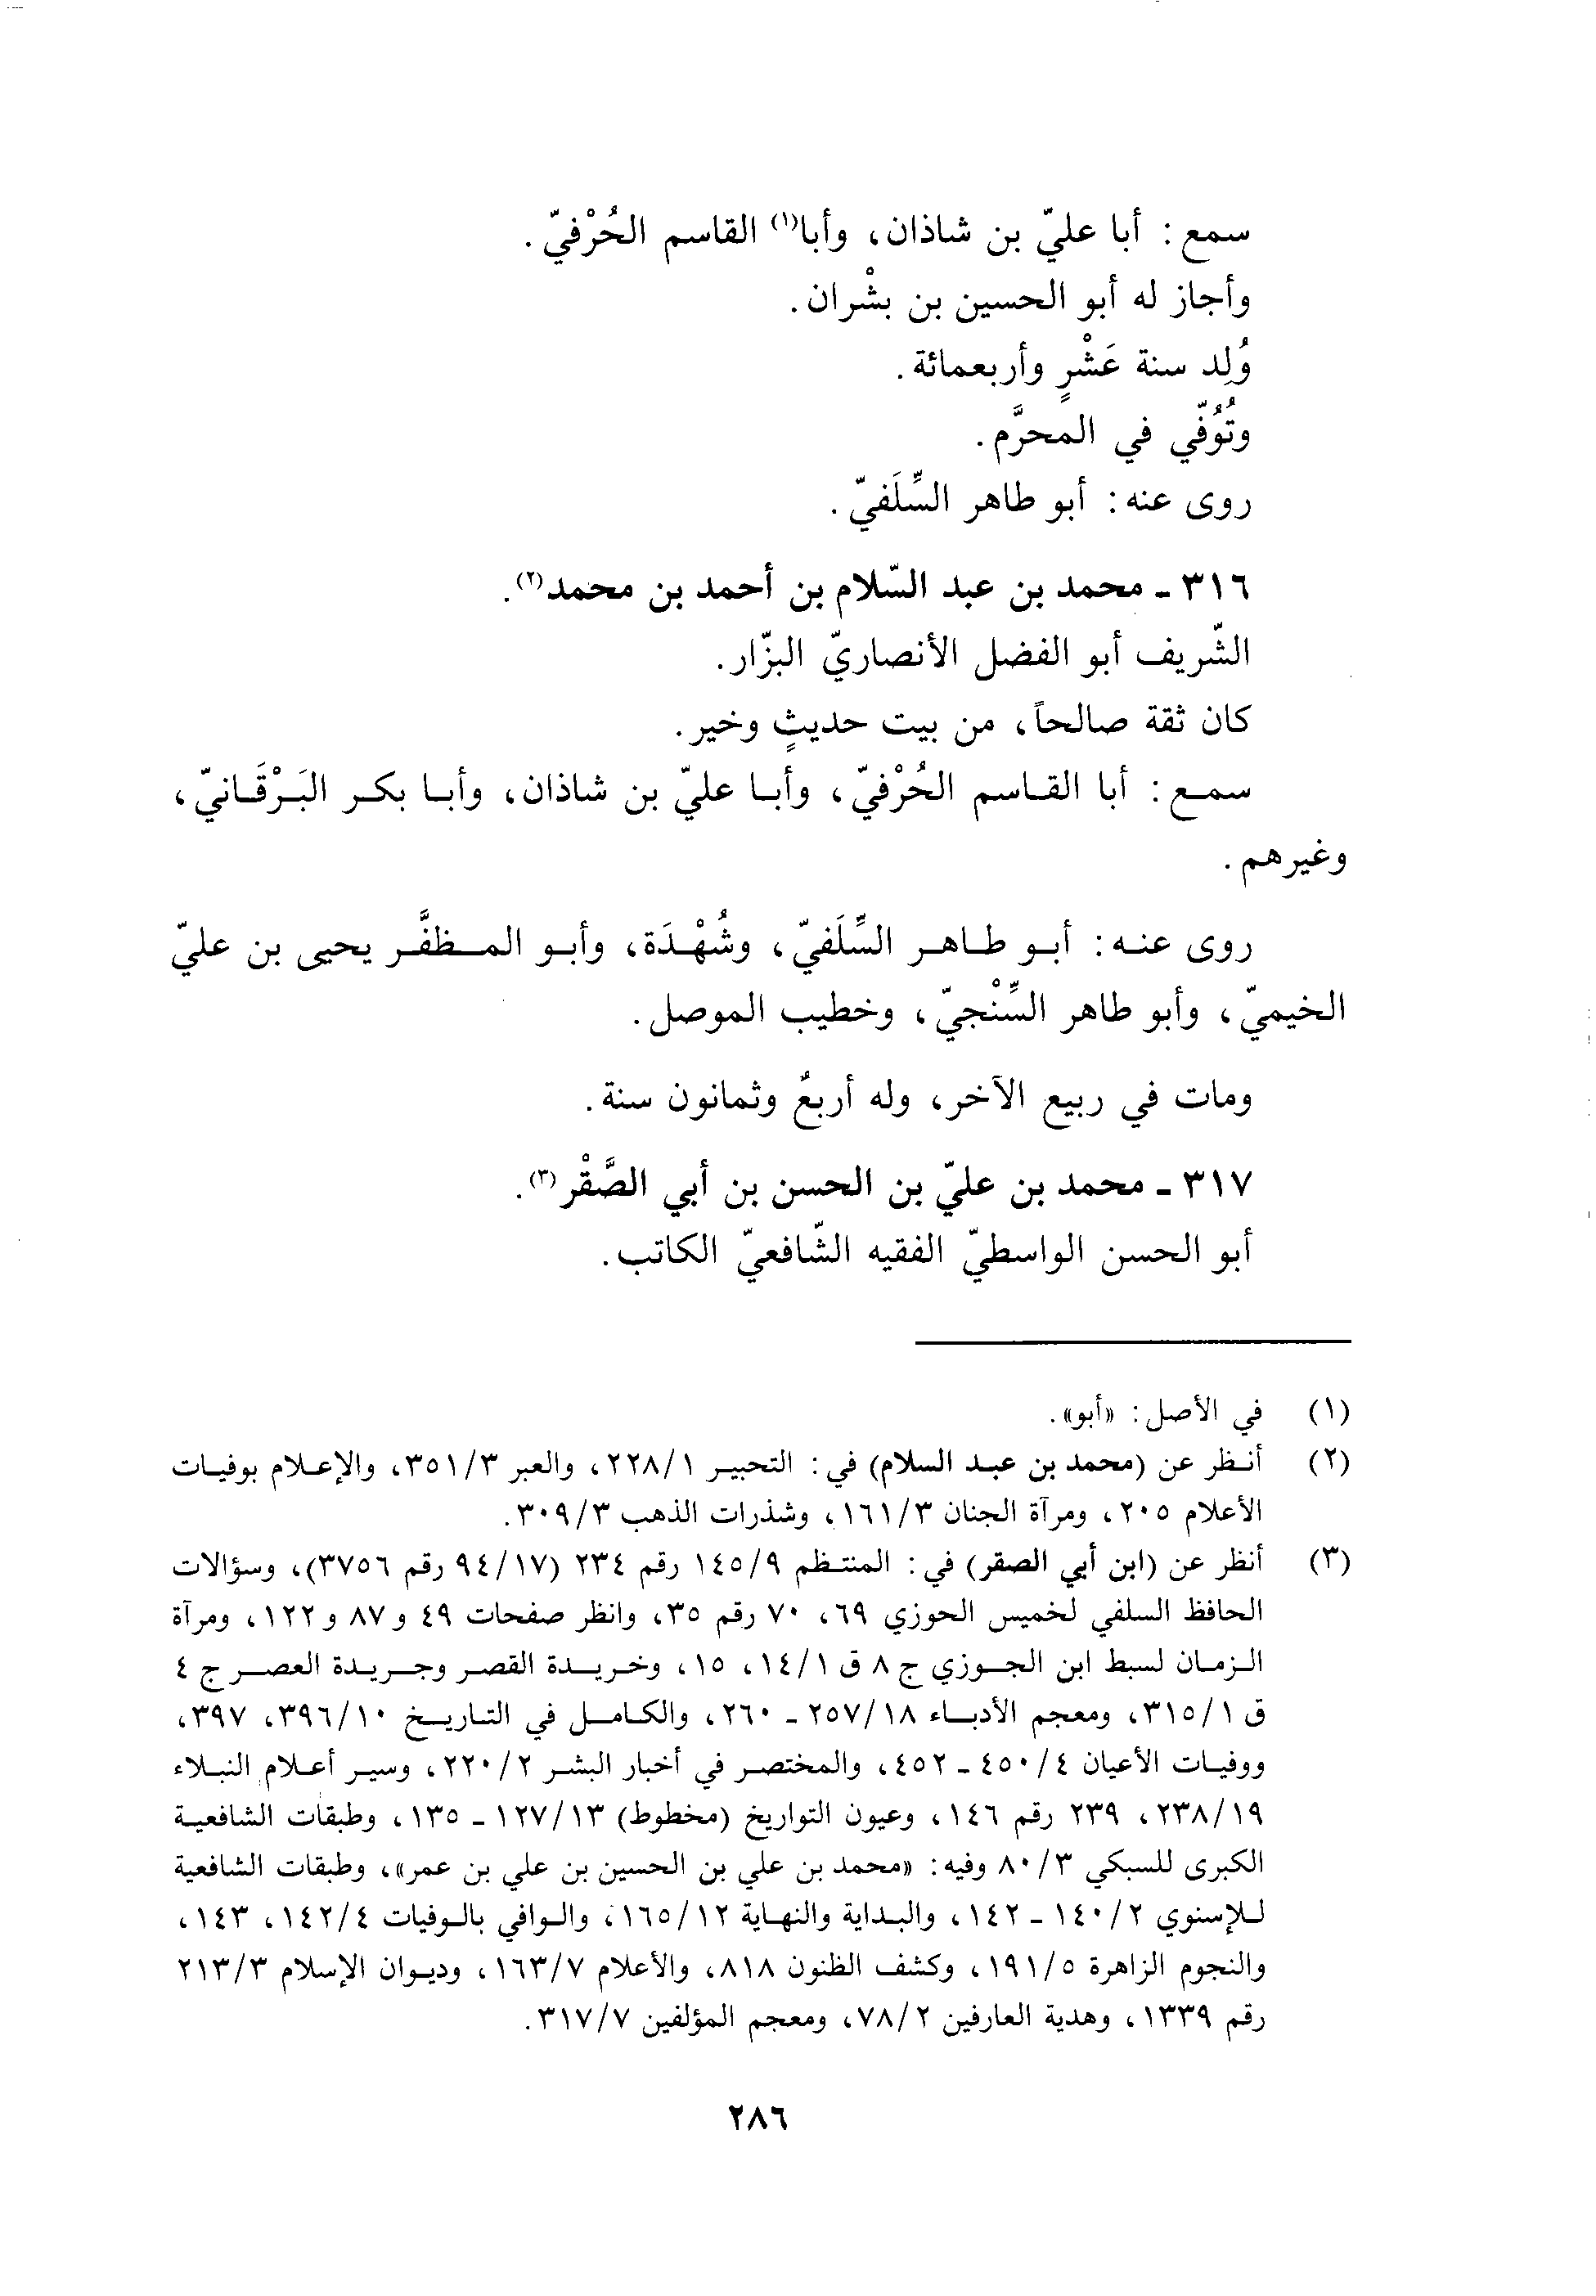 سمع: أبا عليّ بن شاذان، وأبا(١) القاسم الحُرْفيّ.
وأجاز له أبو الحسين بن بشْران.
وُلِد سنة عَشْرٍ وأربعمائة.
وتُوُفّي في المحرَّم.
روى عنه: أبو طاهر السِّلَفيّ.
٣١٦ ـ محمد بن عبد السّلام بن أحمد بن محمد(٢).
الشّريف أبو الفضل الأنصاريّ البزّار.
كان ثقة صالحاً، من بيت حديثٍ وخير.
سمع: أبا القاسم الحُرْفيّ، وأبا عليّ بن شاذان، وأبا بكر البَرْقَانيّ،
وغيرهم.
روى عنه: أبو طاهر السِّلَفيّ، وشُهْدَة، وأبو المظفَّر يحيى بن عليّ
الخيميّ، وأبو طاهر السِّنْجيّ، وخطيب الموصل.
ومات في ربيع الآخر، وله أربعٌ وثمانون سنة.
٣١٧ ـ محمد بن عليّ بن الحسن بن أبي الصَّقْر(٣).
أبو الحسن الواسطيّ الفقيه الشّافعيّ الكاتب.
(١) في الأصل: «أبو».
(٢) أنظر عن (محمد بن عبد السلام) في: التحبير ٢٢٨/١، والعبر ٣٥١/٣، والإعلام بوفيات
الأعلام ٢٠٥، ومرآة الجنان ١٦١/٣، وشذرات الذهب ٣٠٩/٣.
(٣) أنظر عن (ابن أبي الصقر) في: المنتظم ١٤٥/٩ رقم ٢٣٤ (٩٤/١٧ رقم ٣٧٥٦)، وسؤالات
الحافظ السلفي لخميس الحوزي ٦٩، ٧٠ رقم ٣٥، وانظر صفحات ٤٩ و٨٧ و١٢٢، ومرآة
الزمان لسبط ابن الجوزي ج ٨ ق ١٤/١، ١٥، وخريدة القصر وجريدة العصر ج ٤
ق ٣١٥/١، ومعجم الأدباء ٢٥٧/١٨ ـ ٢٦٠، والكامل في التاريخ ٣٩٦/١٠، ٣٩٧،
ووفيات الأعيان ٤٥٠/٤ ـ ٤٥٢، والمختصر في أخبار البشر ٢٢٠/٢، وسير أعلام النبلاء
٢٣٨/١٩، ٢٣٩ رقم ١٤٦، وعيون التواريخ (مخطوط) ١٢٧/١٣ ـ ١٣٥، وطبقات الشافعية
الكبرى للسبكي ٨٠/٣ وفيه: «محمد بن علي بن الحسين بن علي بن عمر»، وطبقات الشافعية
للإسنوي ١٤٠/٢ ـ ١٤٢، والبداية والنهاية ١٦٥/١٢، والوافي بالوفيات ١٤٢/٤، ١٤٣،
والنجوم الزاهرة ١٩١/٥، وكشف الظنون ٨١٨، والأعلام ١٦٣/٧، وديوان الإسلام ٢١٣/٣
رقم ١٣٣٩، وهدية العارفين ٧٨/٢، ومعجم المؤلفين ٣١٧/٧.
٢٨٦